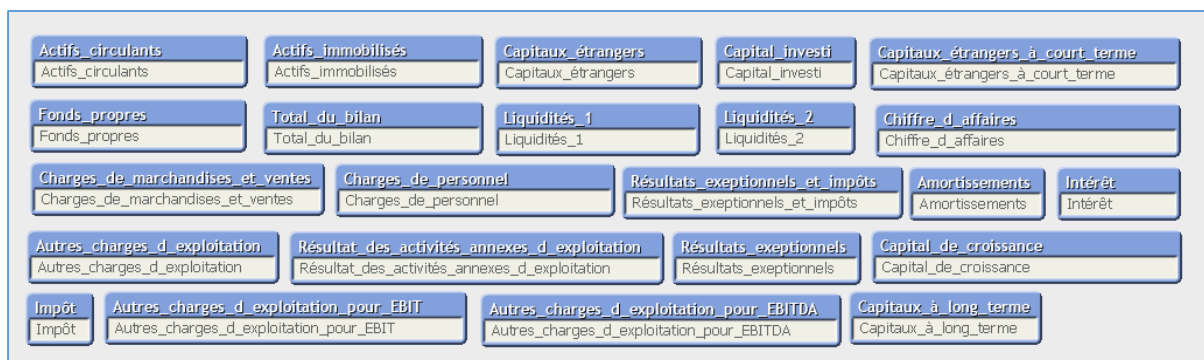 Actifs_circulants
Actifs_circulants
Actifs_immobilisés
Actifs_immobilisés
Capitaux_étrangers
Capitaux_étrangers
Capital_investi
Capital_investi
Capitaux_étrangers_à_court_terme
Capitaux_étrangers_à_court_terme
Fonds_propres
Fonds_propres
Total_du_bilan
Total_du_bilan
Liquidités_1
Liquidités_1
Liquidités_2
Liquidités_2
Chiffre_d_affaires
Chiffre_d_affaires
Charges_de_marchandises_et_ventes
Charges_de_marchandises_et_ventes
Charges_de_personnel
Charges_de_personnel
Résultats_exeptionnels_et_impôts
Résultats_exeptionnels_et_impôts
Amortissements
Amortissements
Intérêt
Intérêt
Autres_charges_d_exploitation
Autres_charges_d_exploitation
Résultat_des_activités_annexes_d_exploitation
Résultat_des_activités_annexes_d_exploitation
Résultats_exeptionnels
Résultats_exeptionnels
Capital_de_croissance
Capital_de_croissance
Impôt
Impôt
Autres_charges_d_exploitation_pour_EBIT
Autres_charges_d_exploitation_pour_EBIT
Autres_charges_d_exploitation_pour_EBITDA
Autres_charges_d_exploitation_pour_EBITDA
Capitaux_à_long_terme
Capitaux_à_long_terme